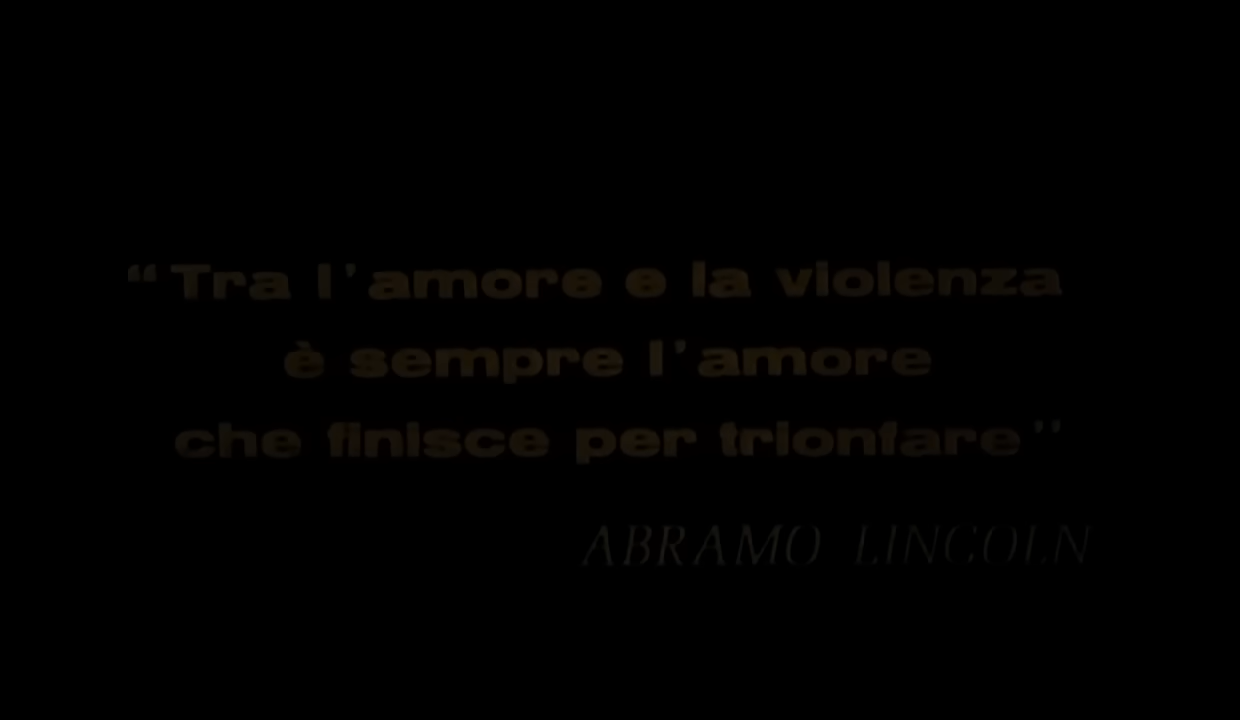 “Tra l'amore e la violenza
è sempre l'amore
che finisce per trionfare”
ABRAMO LINCOLN